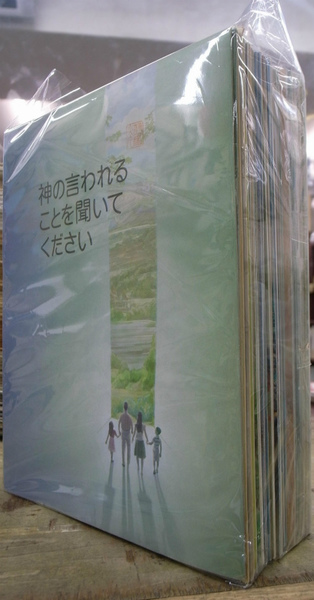 神の言われる
ことを聞いて
ください